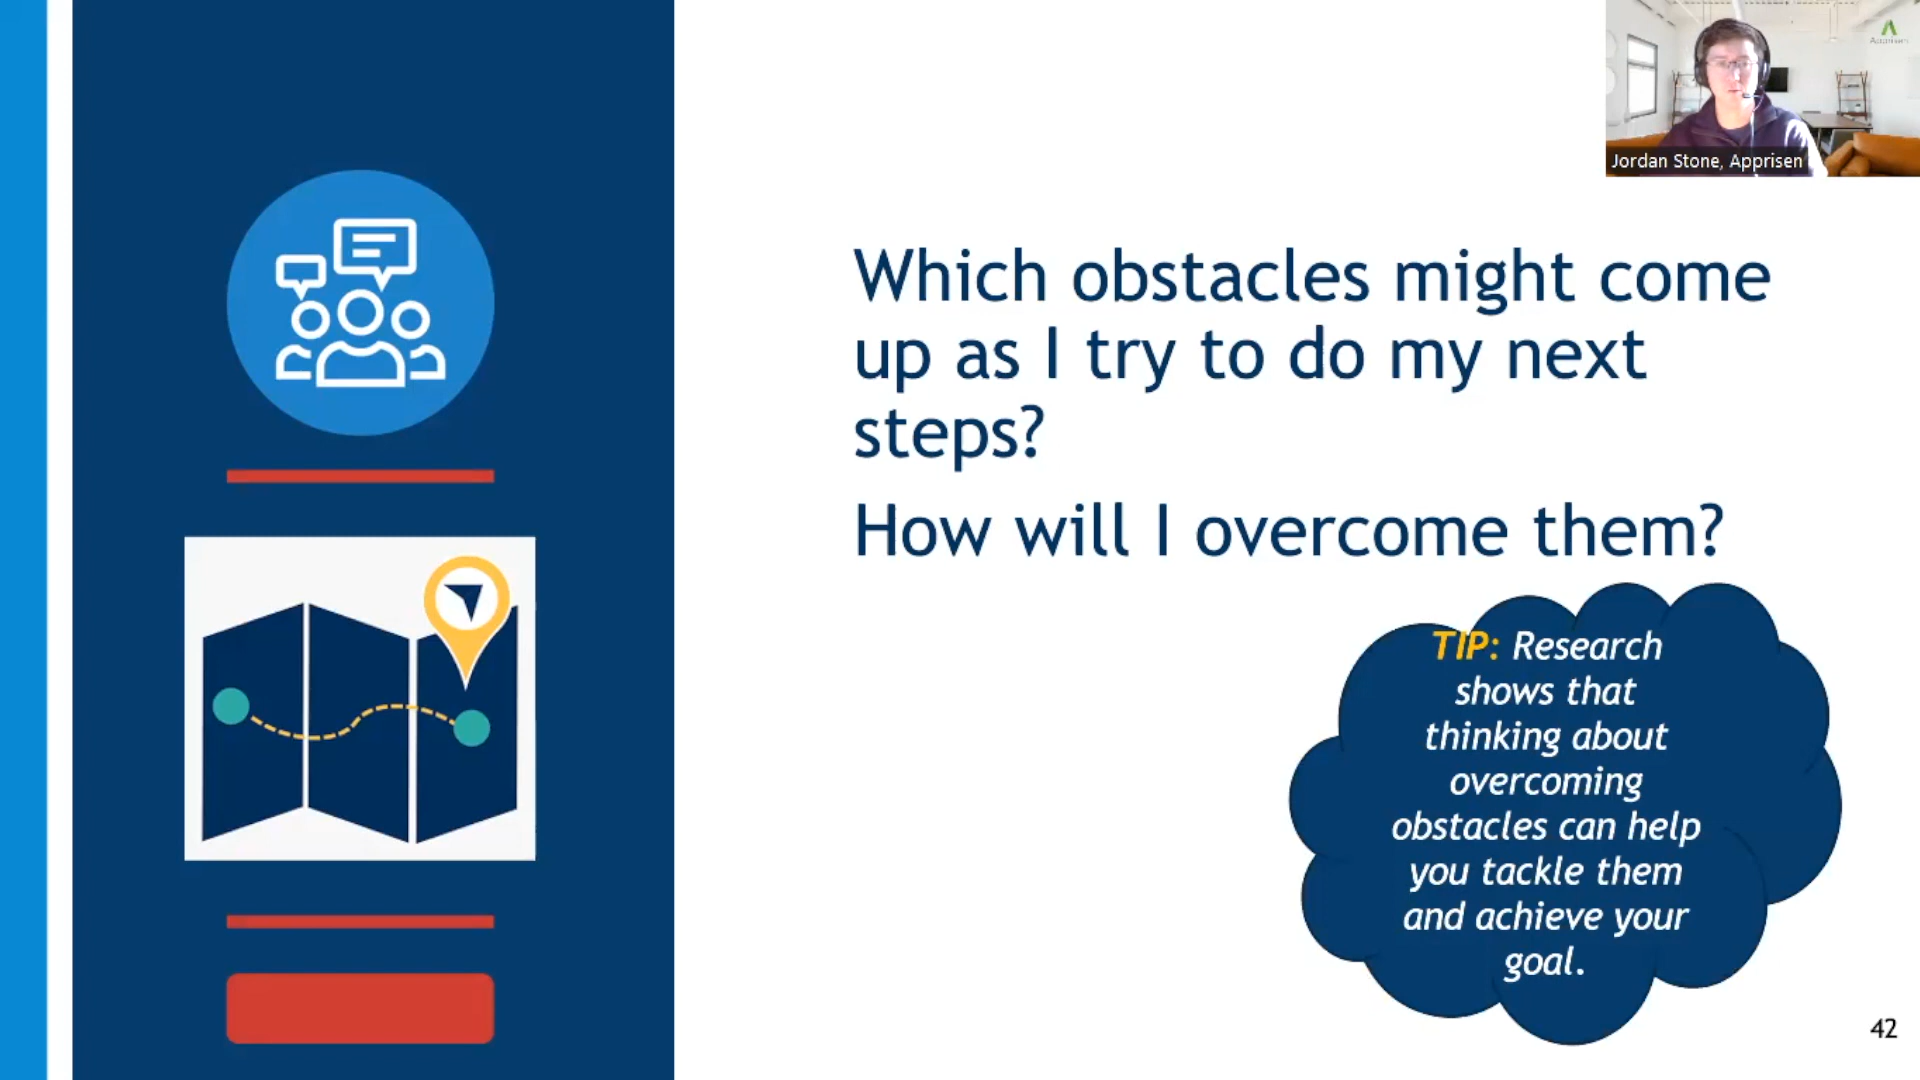 Apprisen
Jordan Stone, Apprisen
Which obstacles might come
up as I try to do my next
steps?
How will I overcome them?
TIP: Research
shows that
thinking about
overcoming
obstacles can help
you tackle them
and achieve your
goal.
42